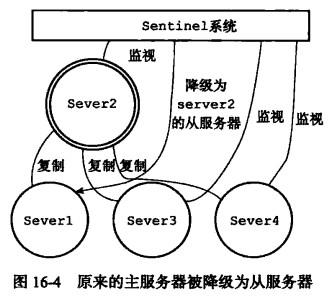 Sentinel系统
监视
Sever2
降级为
server2
的从服务器
监视
监视
复制
复制
复制
Sever1
Sever3
Sever4
图 16-4 原来的主服务器被降级为从服务器